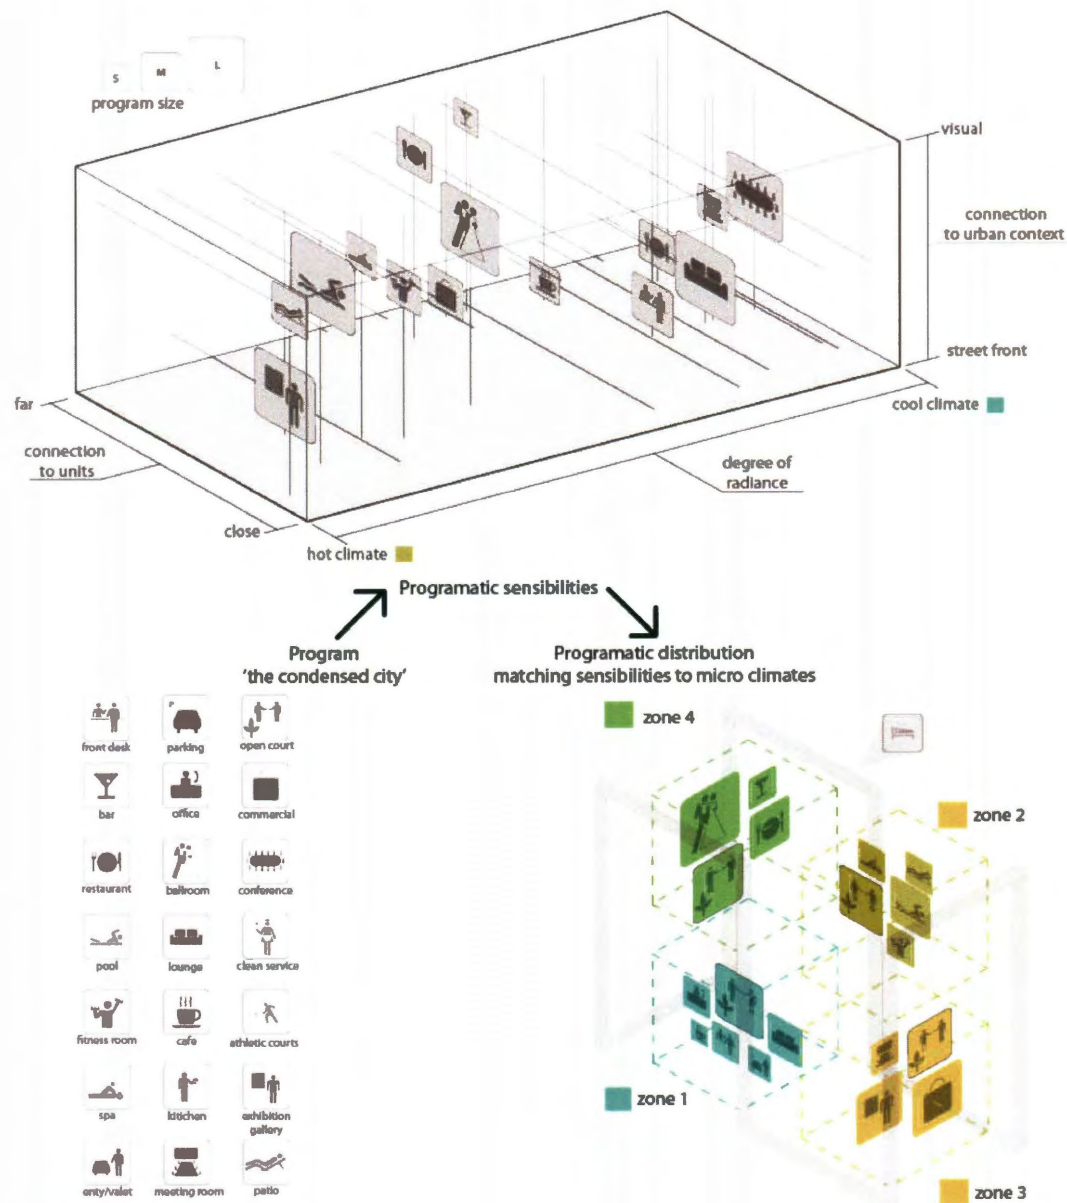 S
M
L
program size
visual
connection
to urban context
street front
far
cool climate
connection
to units
degree of
radiance
close
hot climate
Programatic sensibilities
Program
'the condensed city'
Programatic distribution
matching sensibilities to micro climates
zone 4
P
front desk
parking
open court
bar
office
commercial
zone 2
restaurant
ballroom
conference
pool
lounge
clean service
fitness room
cafe
athletic courts
zone 1
spa
kitichen
exhibition
gallery
enty/valet
meeting room
patio
zone 3